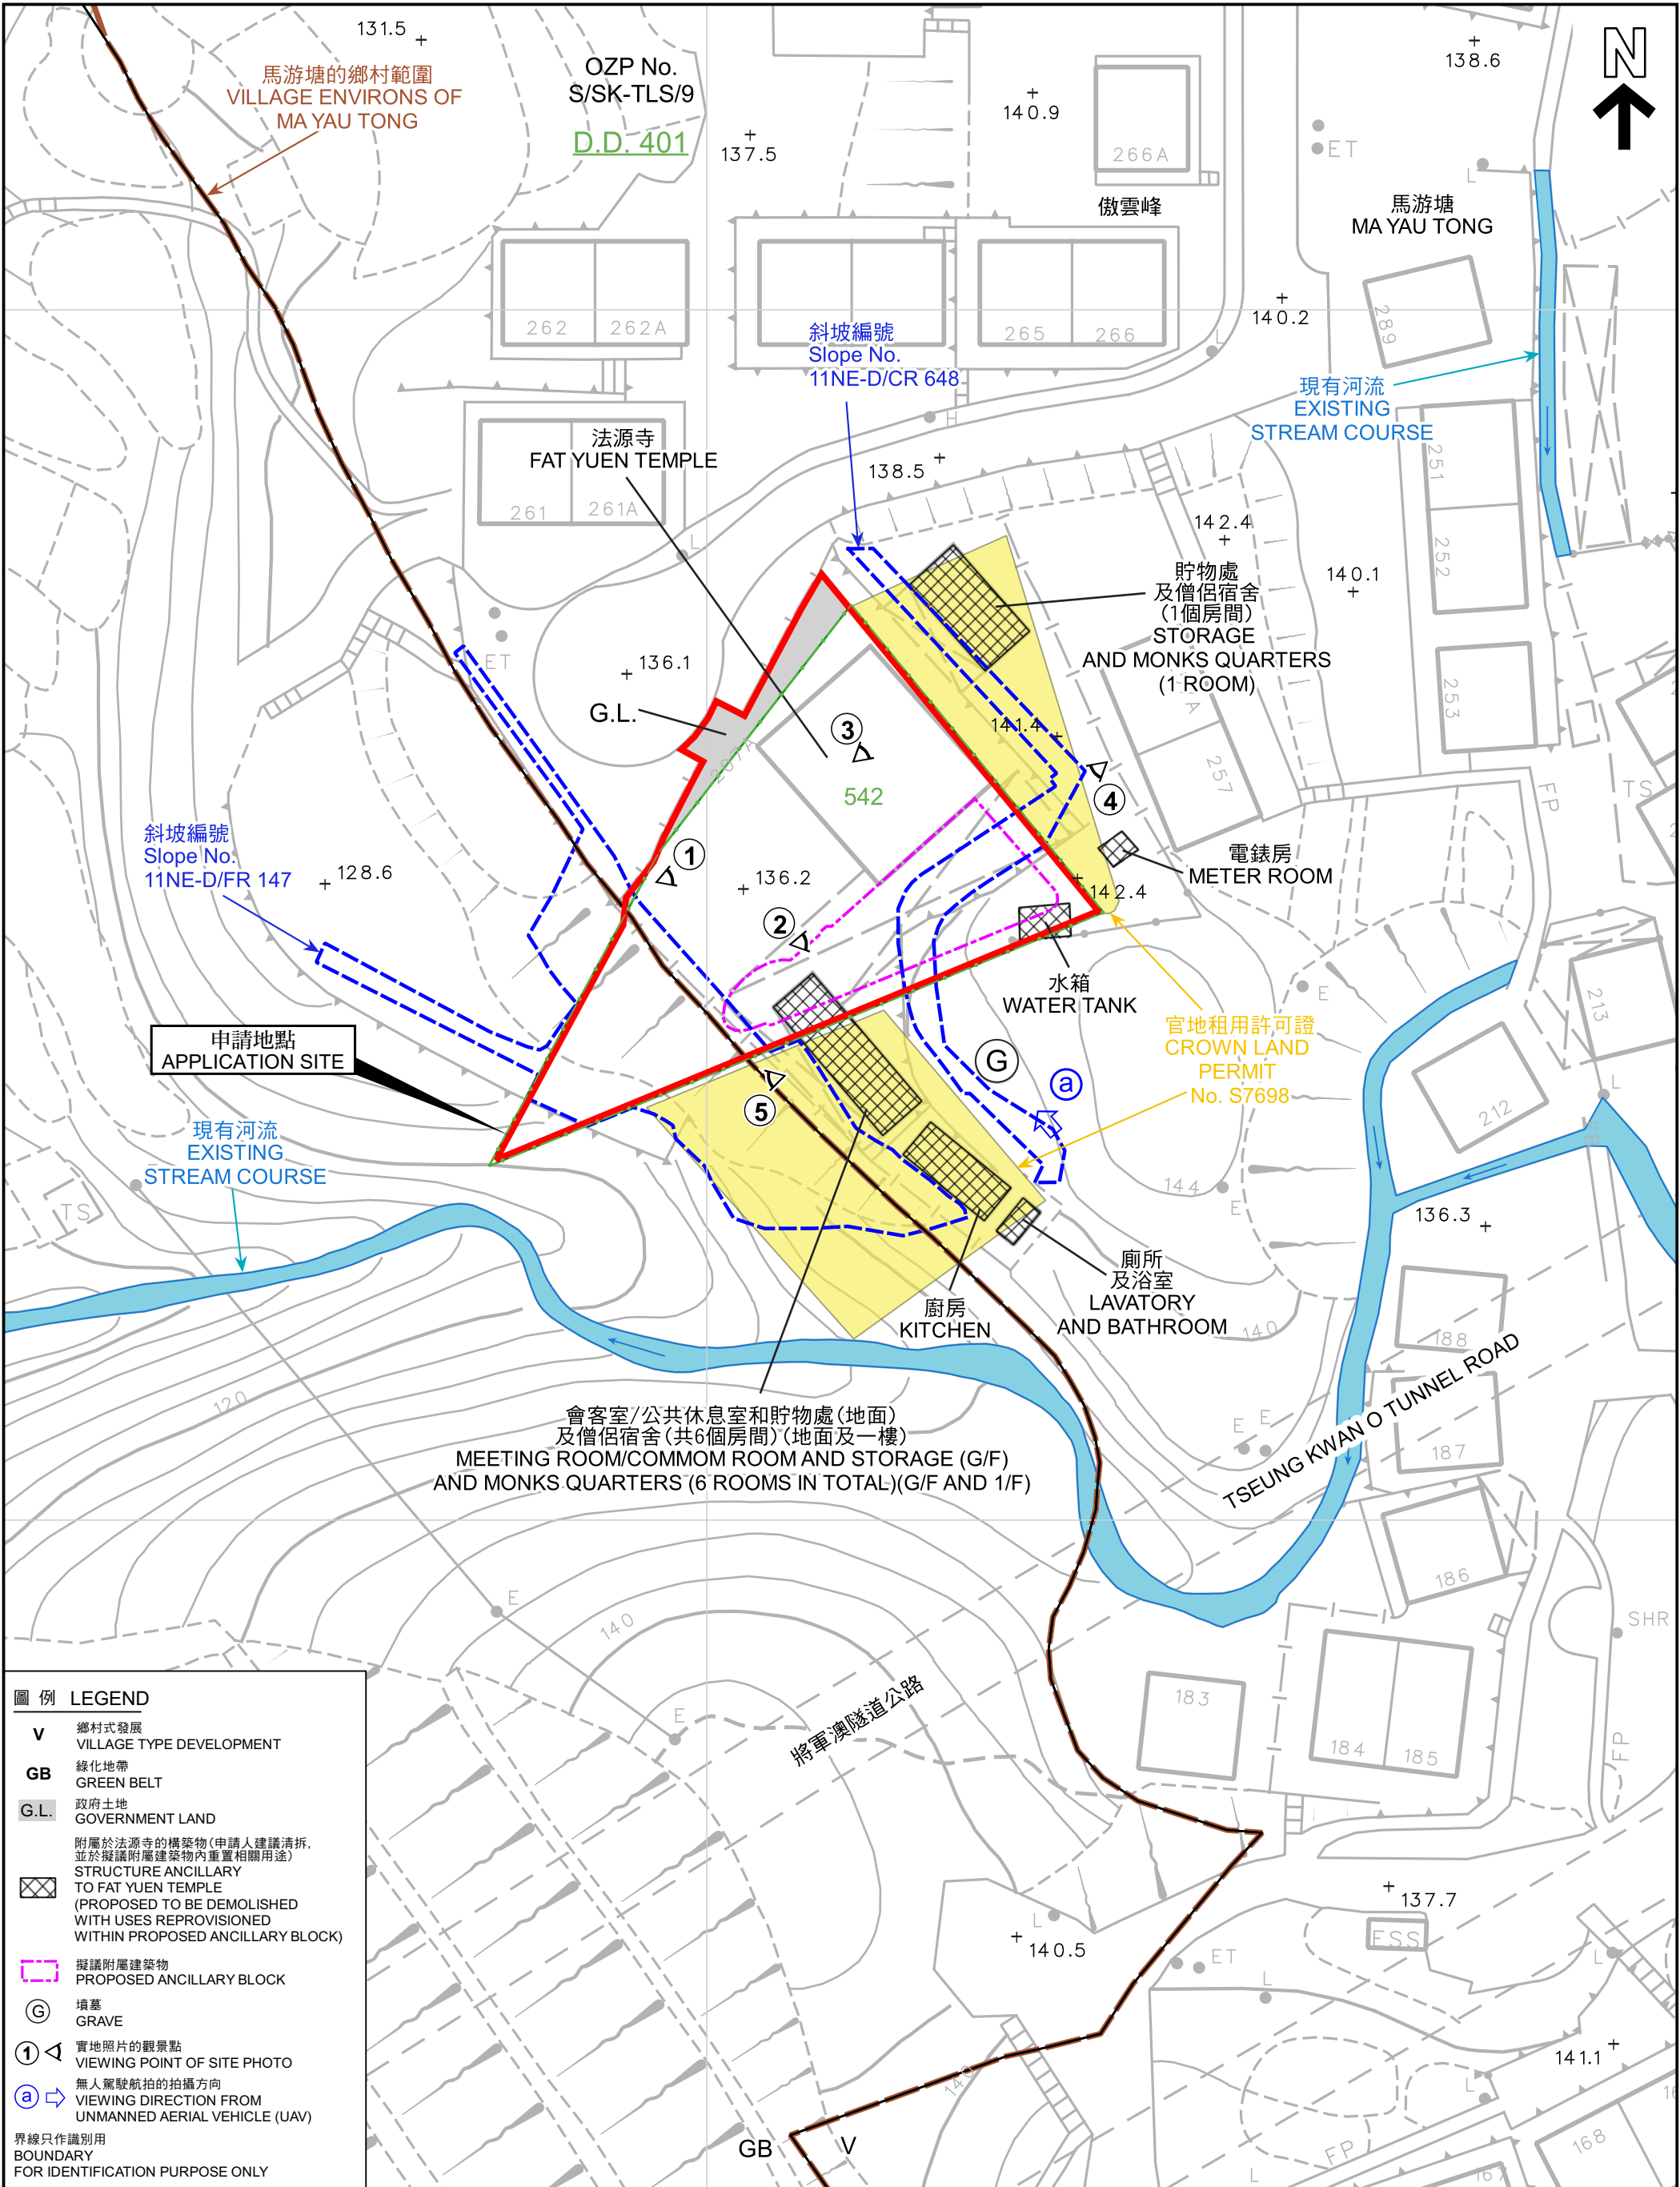 131.5
馬游塘的鄉村範圍
VILLAGE ENVIRONS OF
MA YAU TONG
OZP No.
S/SK-TLS/9
D.D. 401
137.5
140.9
138.6
N
266A
ET
L
傲雲峰
馬游塘
MA YAU TONG
262
262A
265
266
140.2
289
L
斜坡編號
Slope No.
11NE-D/CR 648
現有河流
EXISTING
STREAM COURSE
H
法源寺
FAT YUEN TEMPLE
138.5
251
261
261A
142.4
252
L
140.1
貯物處
及僧侶宿舍
(1個房間)
STORAGE
AND MONKS QUARTERS
(1 ROOM)
ET
136.1
253
G.L.
3
141.4
257
542
4
FP
TS
斜坡編號
Slope No.
11NE-D/FR 147
128.6
1
136.2
電錶房
METER ROOM
142.4
2
水箱
WATER TANK
E
213
申請地點
APPLICATION SITE
官地租用許可證
CROWN LAND
PERMIT
No. S7698
G
a
5
L
212
現有河流
EXISTING
STREAM COURSE
TS
144
E
136.3
廁所
及浴室
LAVATORY
AND BATHROOM
廚房
KITCHEN
140
188
120
TSEUNG KWAN O TUNNEL ROAD
會客室/公共休息室和貯物處(地面)
及僧侶宿舍(共6個房間)(地面及一樓)
MEETING ROOM/COMMOM ROOM AND STORAGE (G/F)
AND MONKS QUARTERS (6 ROOMS IN TOTAL)(G/F AND 1/F)
E
E
187
186
E
140
SHR
183
184
185
FP
E
將軍澳隧道公路
137.7
L
140.5
ESS
ET
L
L
141.1
L
140
168
FP
L
167
GB
V
圖 例 LEGEND
V
鄉村式發展
VILLAGE TYPE DEVELOPMENT
GB
綠化地帶
GREEN BELT
G.L.
政府土地
GOVERNMENT LAND
附屬於法源寺的構築物(申請人建議清拆,
並於擬議附屬建築物內重置相關用途)
STRUCTURE ANCILLARY
TO FAT YUEN TEMPLE
(PROPOSED TO BE DEMOLISHED
WITH USES REPROVISIONED
WITHIN PROPOSED ANCILLARY BLOCK)
擬議附屬建築物
PROPOSED ANCILLARY BLOCK
G
墳墓
GRAVE
1
實地照片的觀景點
VIEWING POINT OF SITE PHOTO
a
無人駕駛航拍的拍攝方向
VIEWING DIRECTION FROM
UNMANNED AERIAL VEHICLE (UAV)
界線只作識別用
BOUNDARY
FOR IDENTIFICATION PURPOSE ONLY